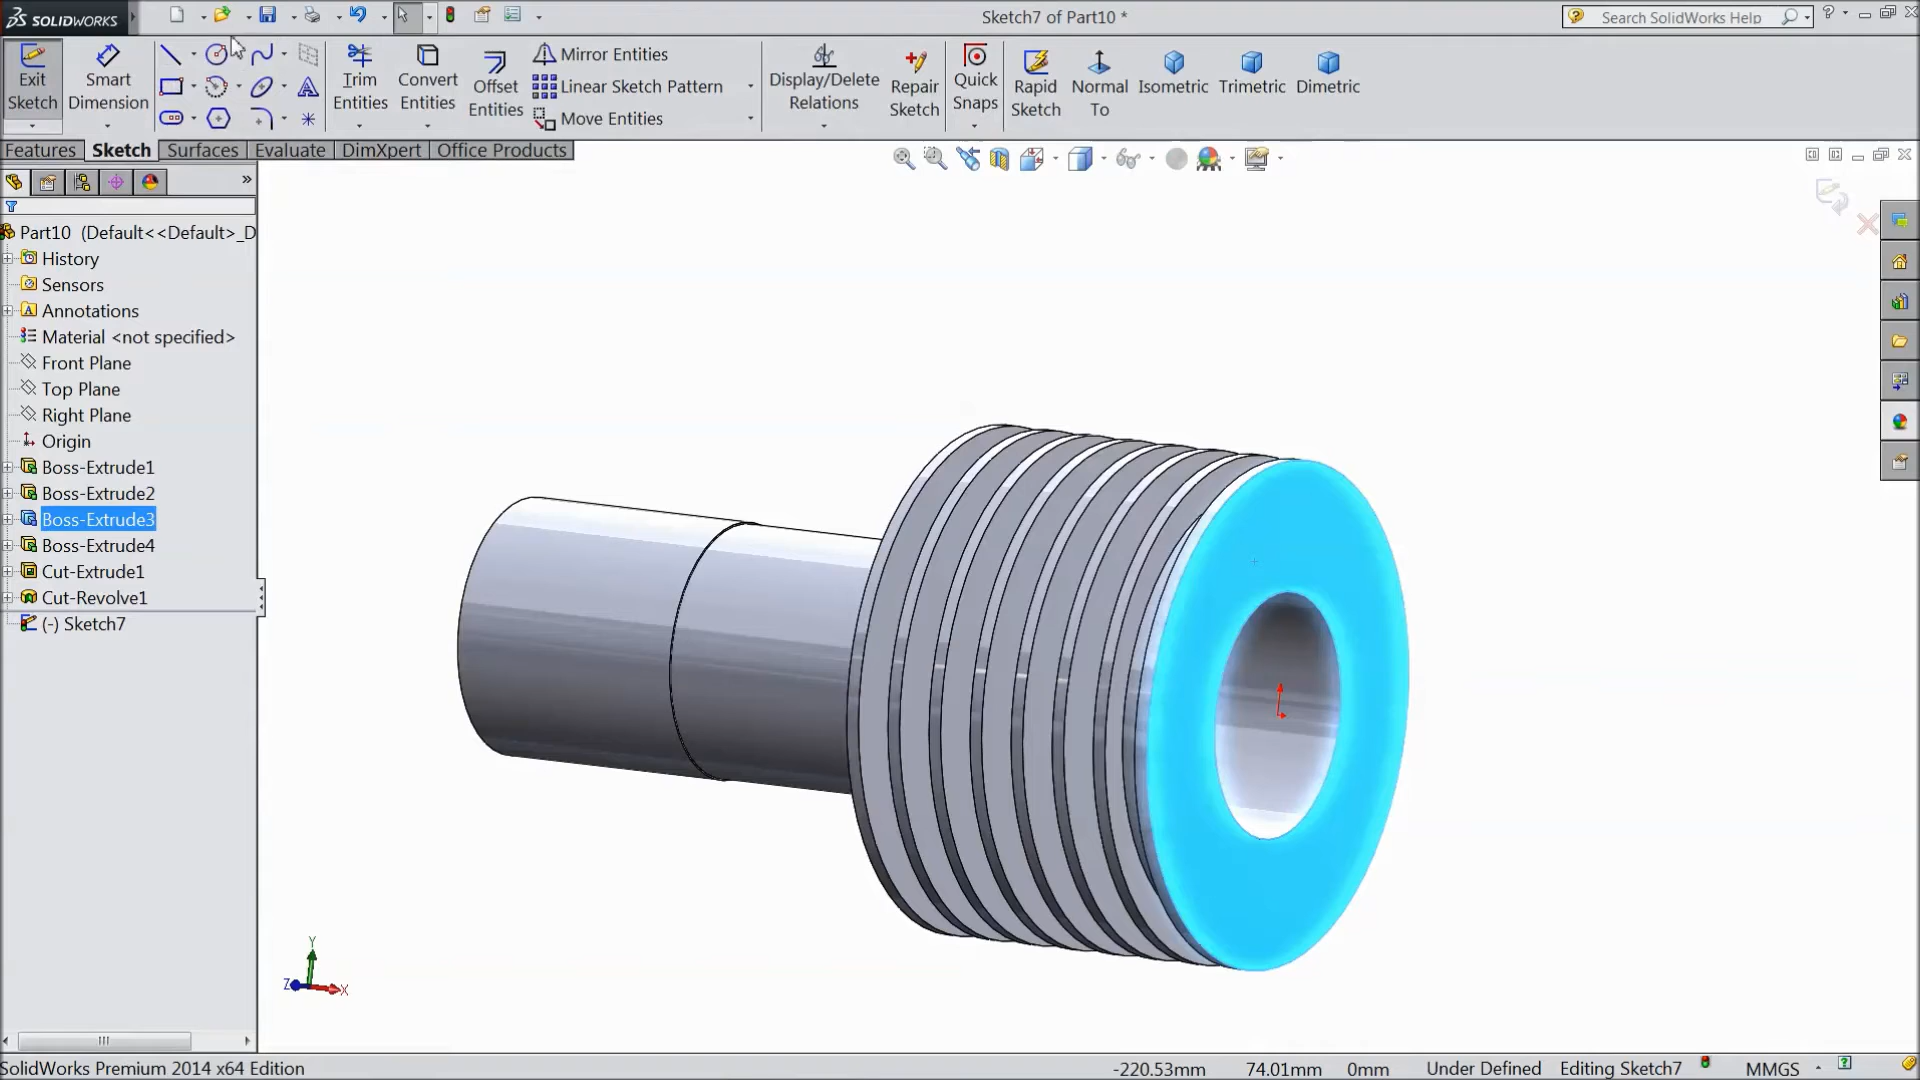 SOLIDWORKS
Sketch7 of Part10 *
Search SolidWorks Help
Exit
Sketch
Smart
Dimension
Trim
Entities
Convert
Entities
Offset
Entities
Mirror Entities
Linear Sketch Pattern
Move Entities
Display/Delete
Relations
Repair
Sketch
Quick
Snaps
Rapid
Sketch
Normal
To
Isometric
Trimetric
Dimetric
Features
Sketch
Surfaces
Evaluate
DimXpert
Office Products
Part10 (Default<<Default>_D
History
Sensors
Annotations
Material <not specified>
Front Plane
Top Plane
Right Plane
Origin
Boss-Extrude1
Boss-Extrude2
Boss-Extrude3
Boss-Extrude4
Cut-Extrude1
Cut-Revolve1
(-) Sketch7
Y
Z
X
SolidWorks Premium 2014 x64 Edition
-220.53mm
74.01mm
0mm
Under Defined
Editing Sketch7
MMGS